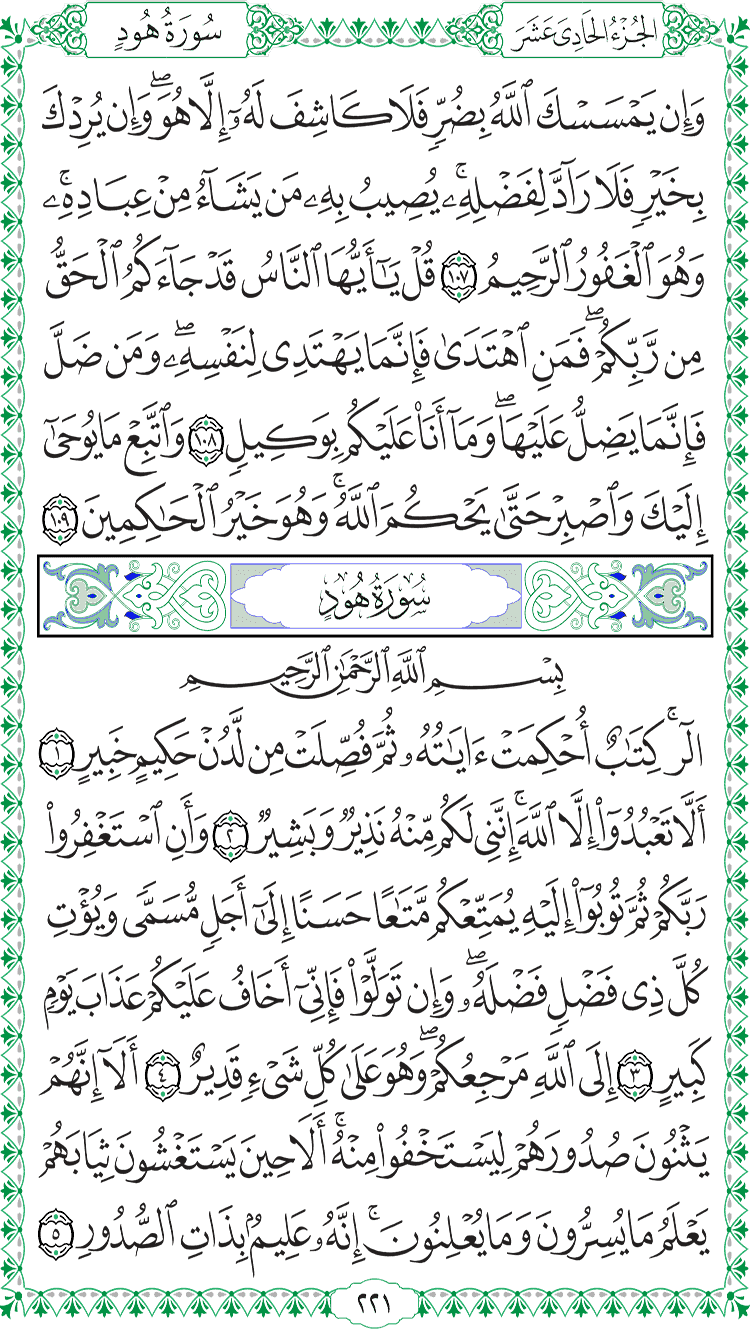 الجُزْءُ الحَادِى عَشَرَ
سُورَةُ هُودٍ
وَإِن يَمْسَسْكَ ٱللَّهُ بِضُرٍّ فَلَا كَاشِفَ لَهُۥٓ إِلَّا هُوَۖ وَإِن يُرِدْكَ
بِخَيْرٍ فَلَا رَآدَّ لِفَضْلِهِۦۚ يُصِيبُ بِهِۦ مَن يَشَآءُ مِنْ عِبَادِهِۦۚ
وَهُوَ ٱلْغَفُورُ ٱلرَّحِيمُ ١٠٧ قُلْ يَـٰٓأَيُّهَا ٱلنَّاسُ قَدْ جَآءَكُمُ ٱلْحَقُّ
مِن رَّبِّكُمْۖ فَمَنِ ٱهْتَدَىٰ فَإِنَّمَا يَهْتَدِى لِنَفْسِهِۦۖ وَمَن ضَلَّ
فَإِنَّمَا يَضِلُّ عَلَيْهَاۖ وَمَآ أَنَا۠ عَلَيْكُم بِوَكِيلٍ ١٠٨ وَٱتَّبِعْ مَا يُوحَىٰٓ
إِلَيْكَ وَٱصْبِرْ حَتَّىٰ يَحْكُمَ ٱللَّهُۚ وَهُوَ خَيْرُ ٱلْحَـٰكِمِينَ ١٠٩
سُورَةُ هُودٍ
بِسْمِ ٱللَّهِ ٱلرَّحْمَـٰنِ ٱلرَّحِيمِ
الٓرۚ كِتَـٰبٌ أُحْكِمَتْ ءَايَـٰتُهُۥ ثُمَّ فُصِّلَتْ مِن لَّدُنْ حَكِيمٍ خَبِيرٍ ١
أَلَّا تَعْبُدُوٓا۟ إِلَّا ٱللَّهَۚ إِنَّنِى لَكُم مِّنْهُ نَذِيرٌ وَبَشِيرٌ ٢ وَأَنِ ٱسْتَغْفِرُوا۟
رَبَّكُمْ ثُمَّ تُوبُوٓا۟ إِلَيْهِ يُمَتِّعْكُم مَّتَـٰعًا حَسَنًا إِلَىٰٓ أَجَلٍ مُّسَمًّى وَيُؤْتِ
كُلَّ ذِى فَضْلٍ فَضْلَهُۥۖ وَإِن تَوَلَّوْا۟ فَإِنِّىٓ أَخَافُ عَلَيْكُمْ عَذَابَ يَوْمٍ
كَبِيرٍ ٣ إِلَى ٱللَّهِ مَرْجِعُكُمْۖ وَهُوَ عَلَىٰ كُلِّ شَىْءٍ قَدِيرٌ ٤ أَلَآ إِنَّهُمْ
يَثْنُونَ صُدُورَهُمْ لِيَسْتَخْفُوا۟ مِنْهُۚ أَلَا حِينَ يَسْتَغْشُونَ ثِيَابَهُمْ
يَعْلَمُ مَا يُسِرُّونَ وَمَا يُعْلِنُونَۚ إِنَّهُۥ عَلِيمٌۢ بِذَاتِ ٱلصُّدُورِ ٥
٢٢١